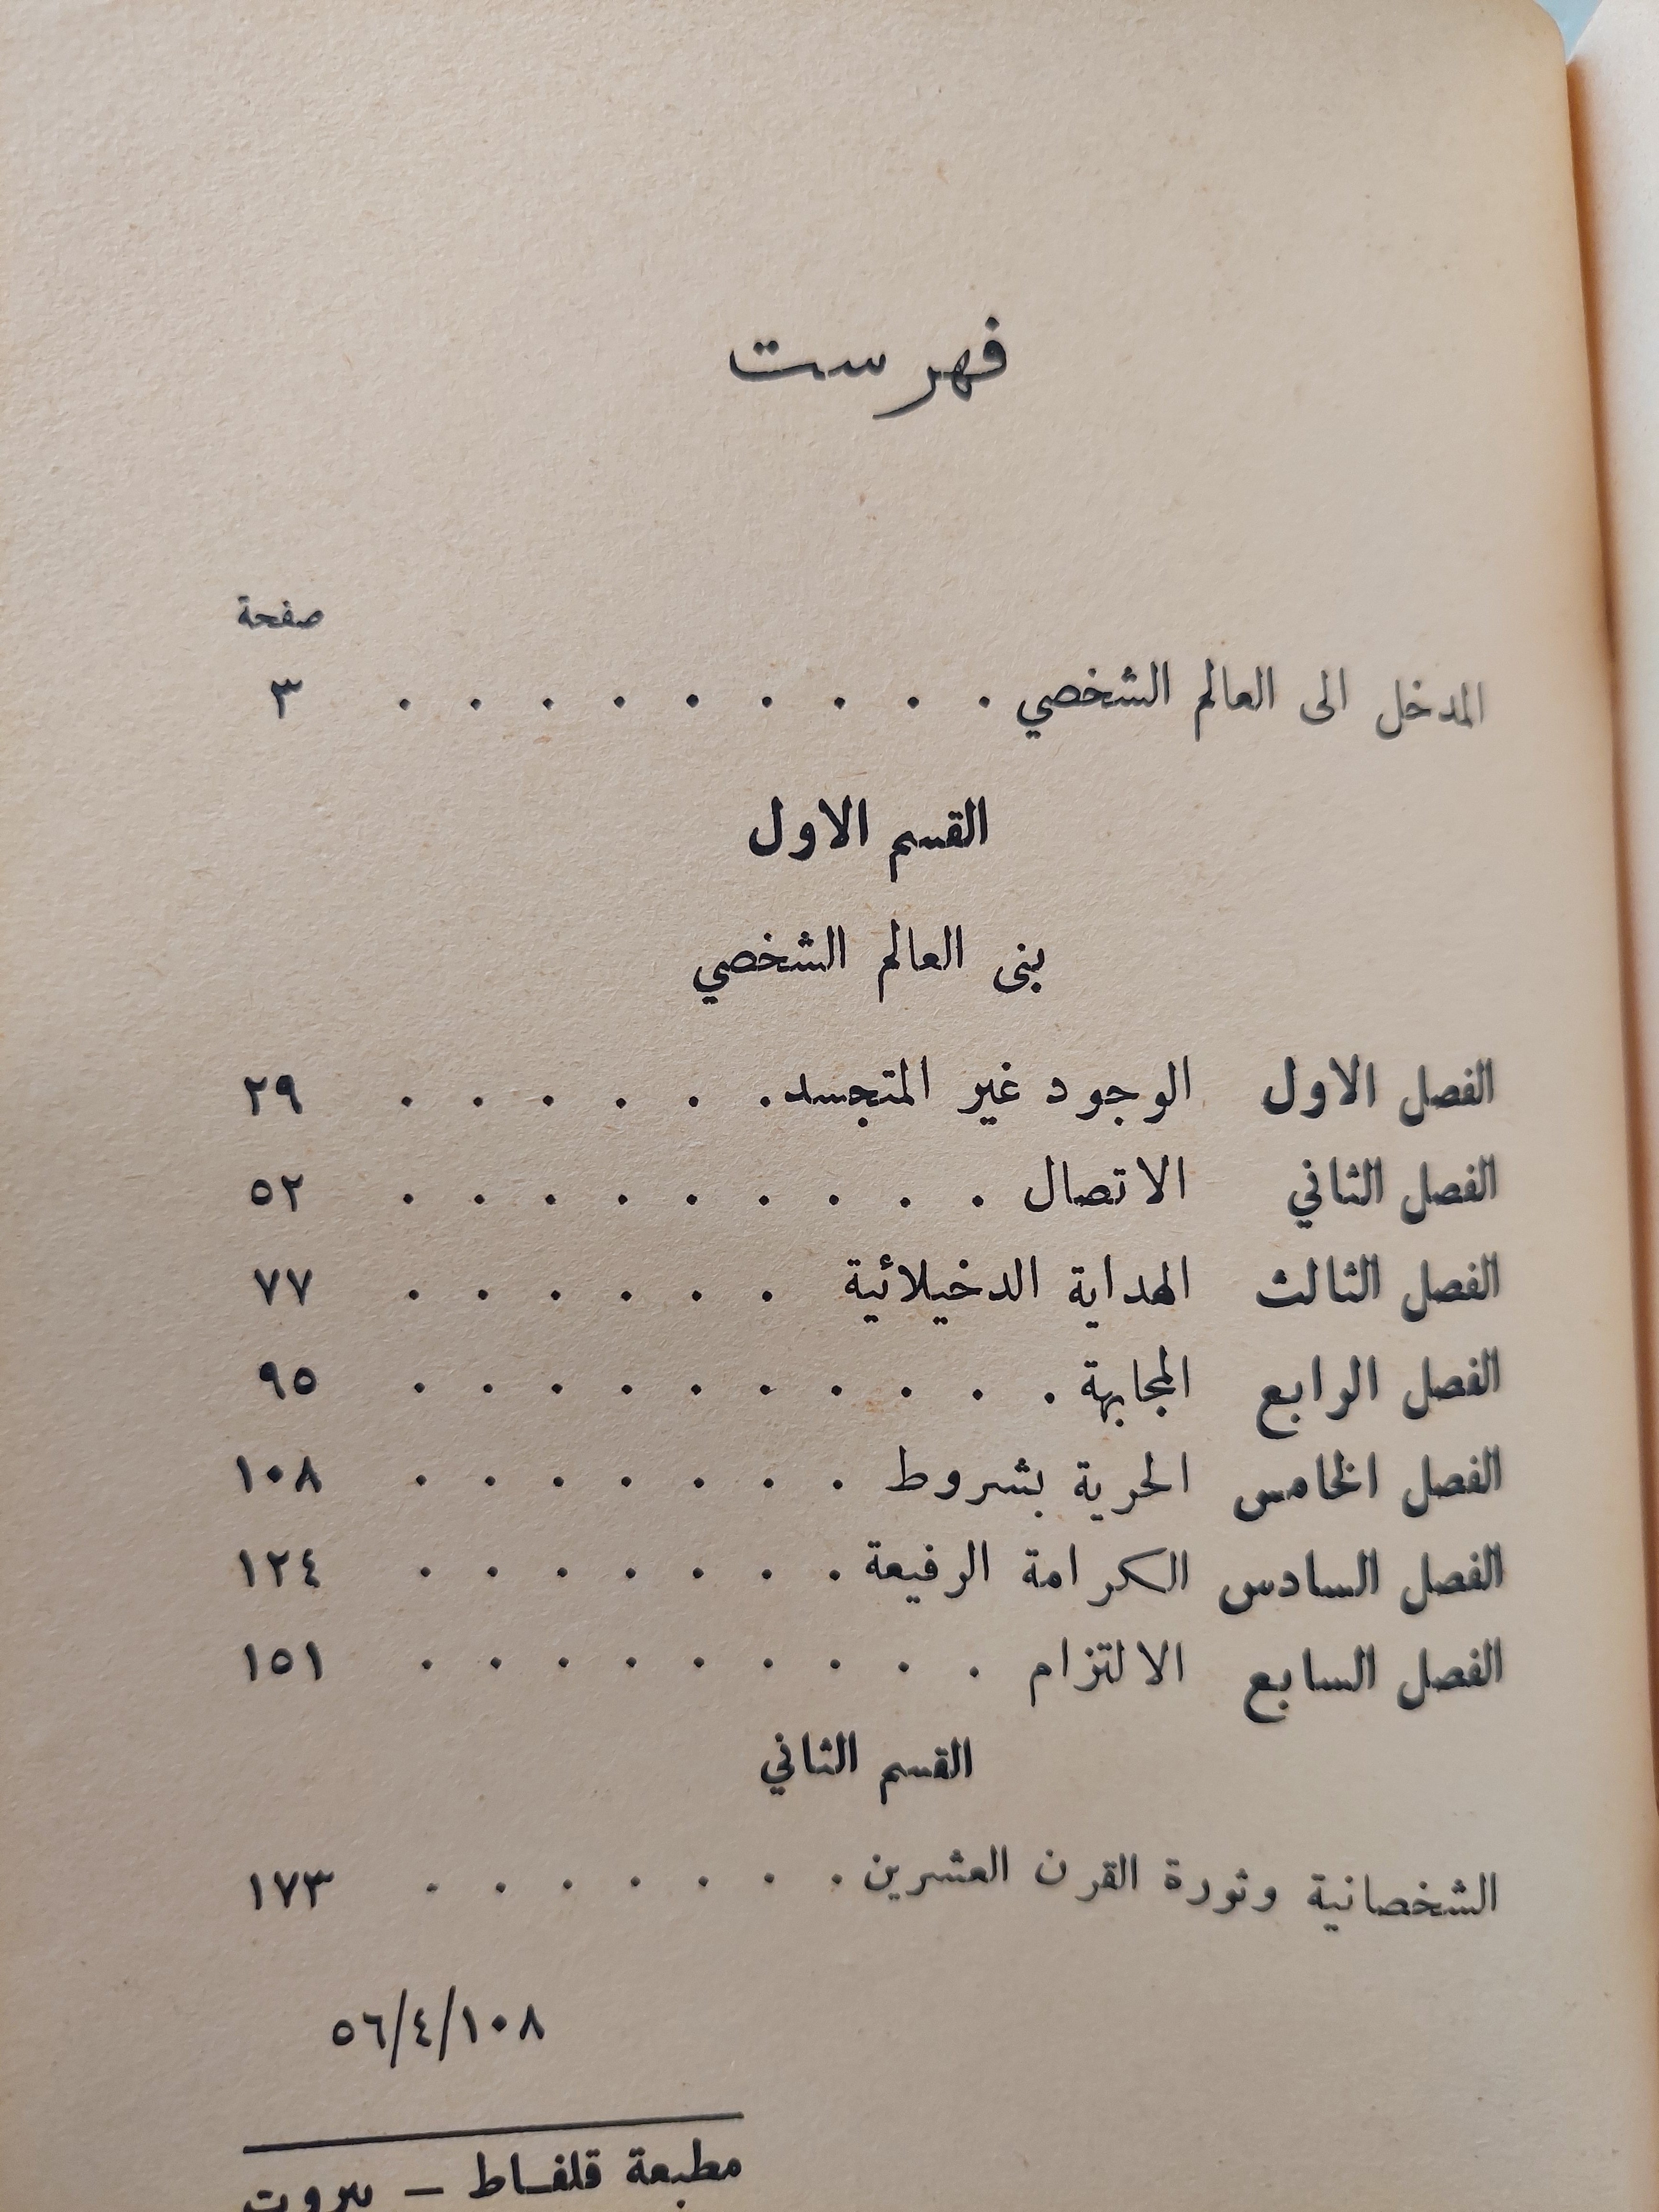 فهرست
صفحة
المدخل الى العالم الشخصي . . . . . . . . . ٣
القسم الاول
بنى العالم الشخصي
الفصل الاول الوجود غير المتجسد . . . . . . ٢٩
الفصل الثاني الاتصال . . . . . . . . . ٥٢
الفصل الثالث الهداية الدخيلائية . . . . . . ٧٧
الفصل الرابع المجابهة . . . . . . . . . . ٩٥
الفصل الخامس الحرية بشروط . . . . . . . ١٠٨
الفصل السادس الكرامة الرفيعة . . . . . . . ١٢٤
الفصل السابع الالتزام . . . . . . . . . ١٥١
القسم الثاني
الشخصانية وثورة القرن العشرين . . . . . . . ١٧٣
٥٦/٤/١٠٨
مطبعة قلفاط – بيروت